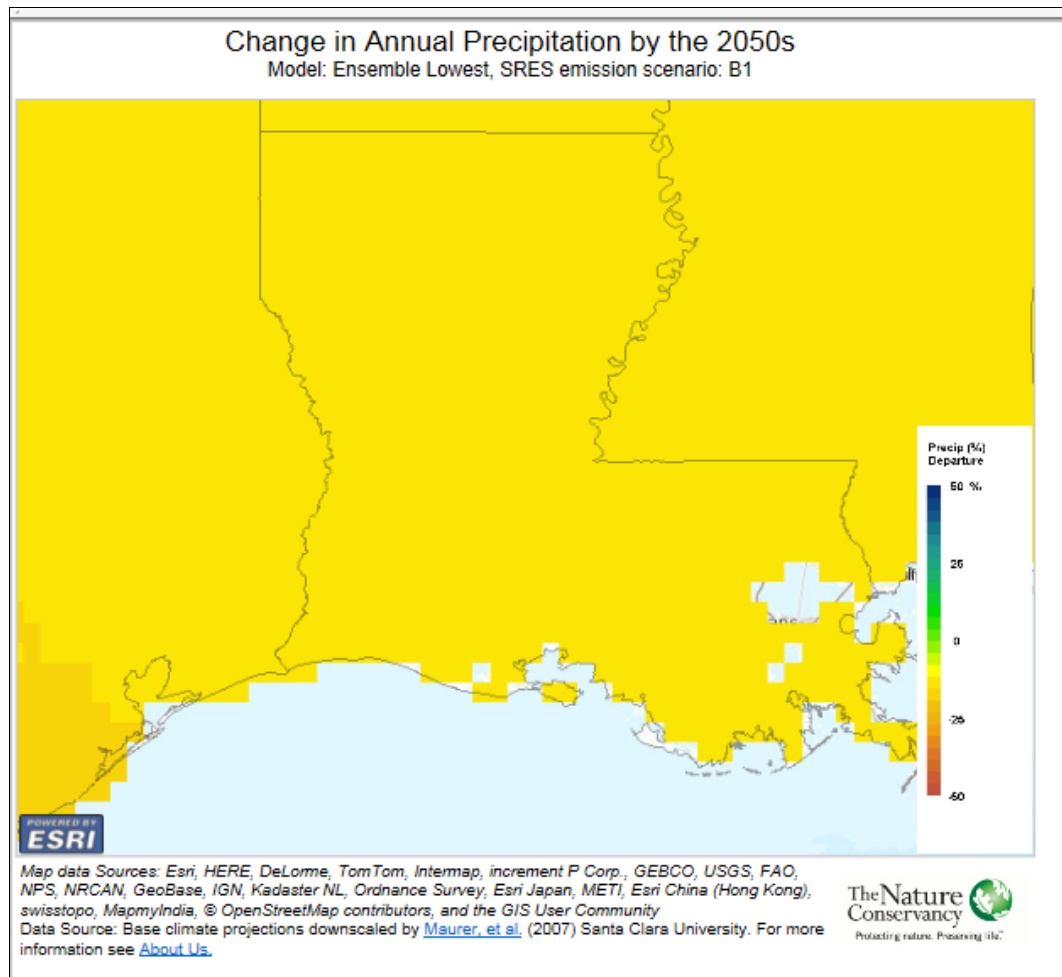 Change in Annual Precipitation by the 2050s
Model: Ensemble Lowest, SRES emission scenario: B1
Precip (%)
Departure
50 %
25
0
-25
-50
POWERED BY
ESRI
Map data Sources: Esri, HERE, DeLorme, TomTom, Intermap, increment P Corp., GEBCO, USGS, FAO,
NPS, NRCAN, GeoBase, IGN, Kadaster NL, Ordnance Survey, Esri Japan, METI, Esri China (Hong Kong),
swisstopo, MapmyIndia, © OpenStreetMap contributors, and the GIS User Community
Data Source: Base climate projections downscaled by Maurer, et al. (2007) Santa Clara University. For more
information see About Us.
The Nature
Conservancy
Protecting nature. Preserving life.™